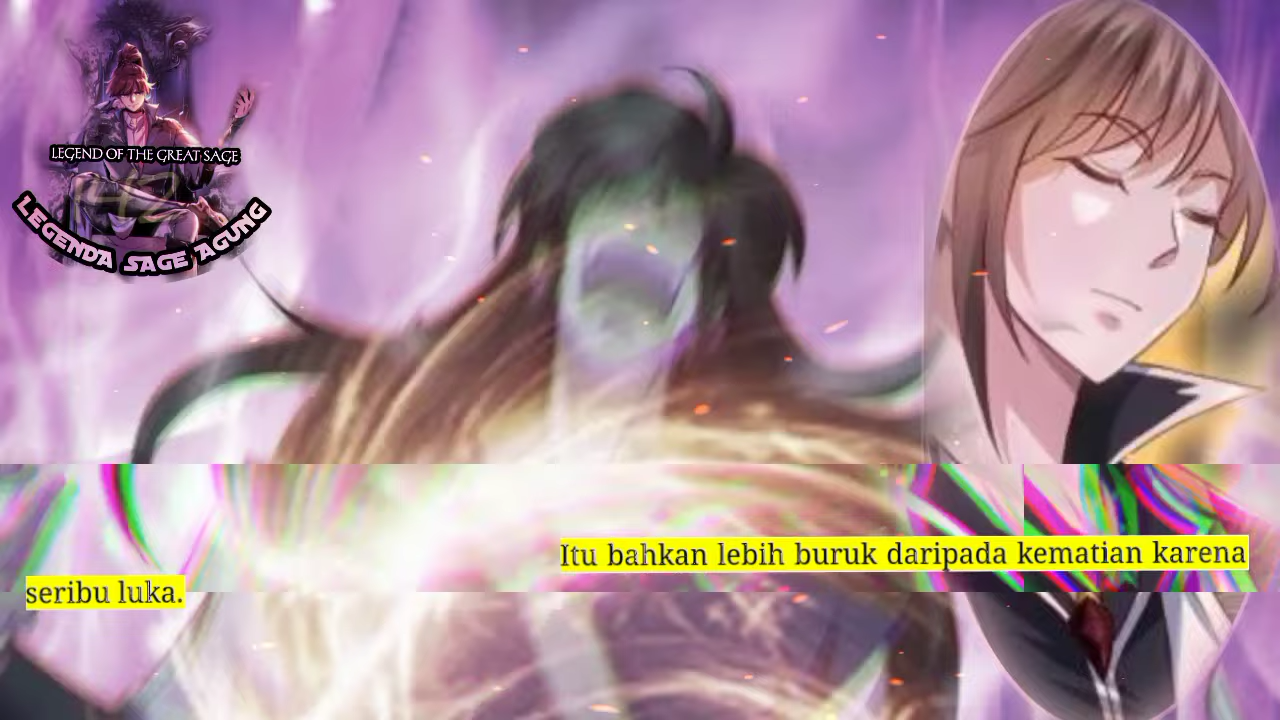 LEGEND OF THE GREAT SAGE
LEGENDA SAGE AGUNG
Itu bahkan lebih buruk daripada kematian karena
seribu luka.